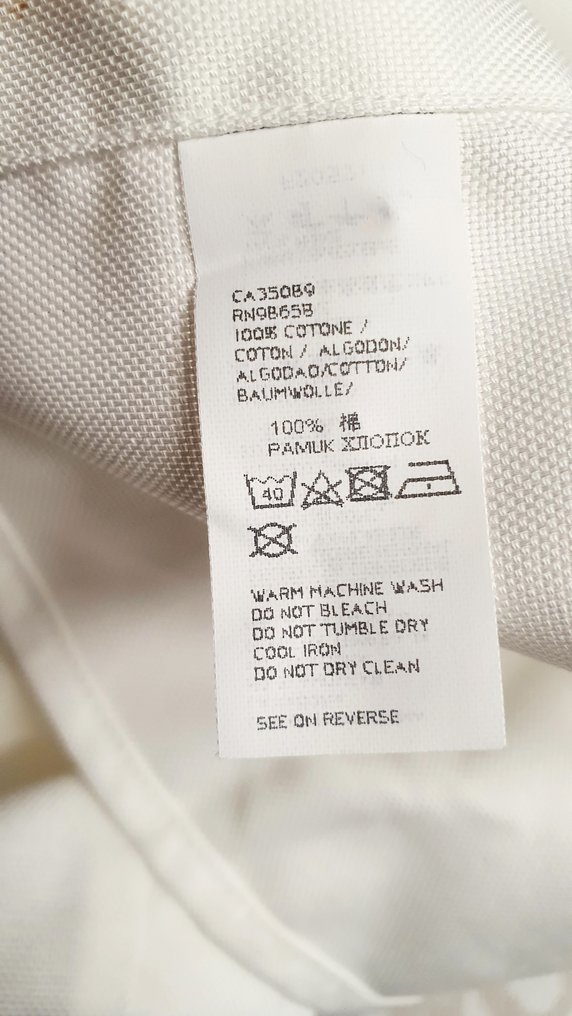 CA35089
RN98658
100% COTONE /
COTON / ALGODON/
ALGODAO/COTTON/
BAUMWOLLE/
100% 棉
PAMUK ХЛОПОК
40
WARM MACHINE WASH
DO NOT BLEACH
DO NOT TUMBLE DRY
COOL IRON
DO NOT DRY CLEAN
SEE ON REVERSE